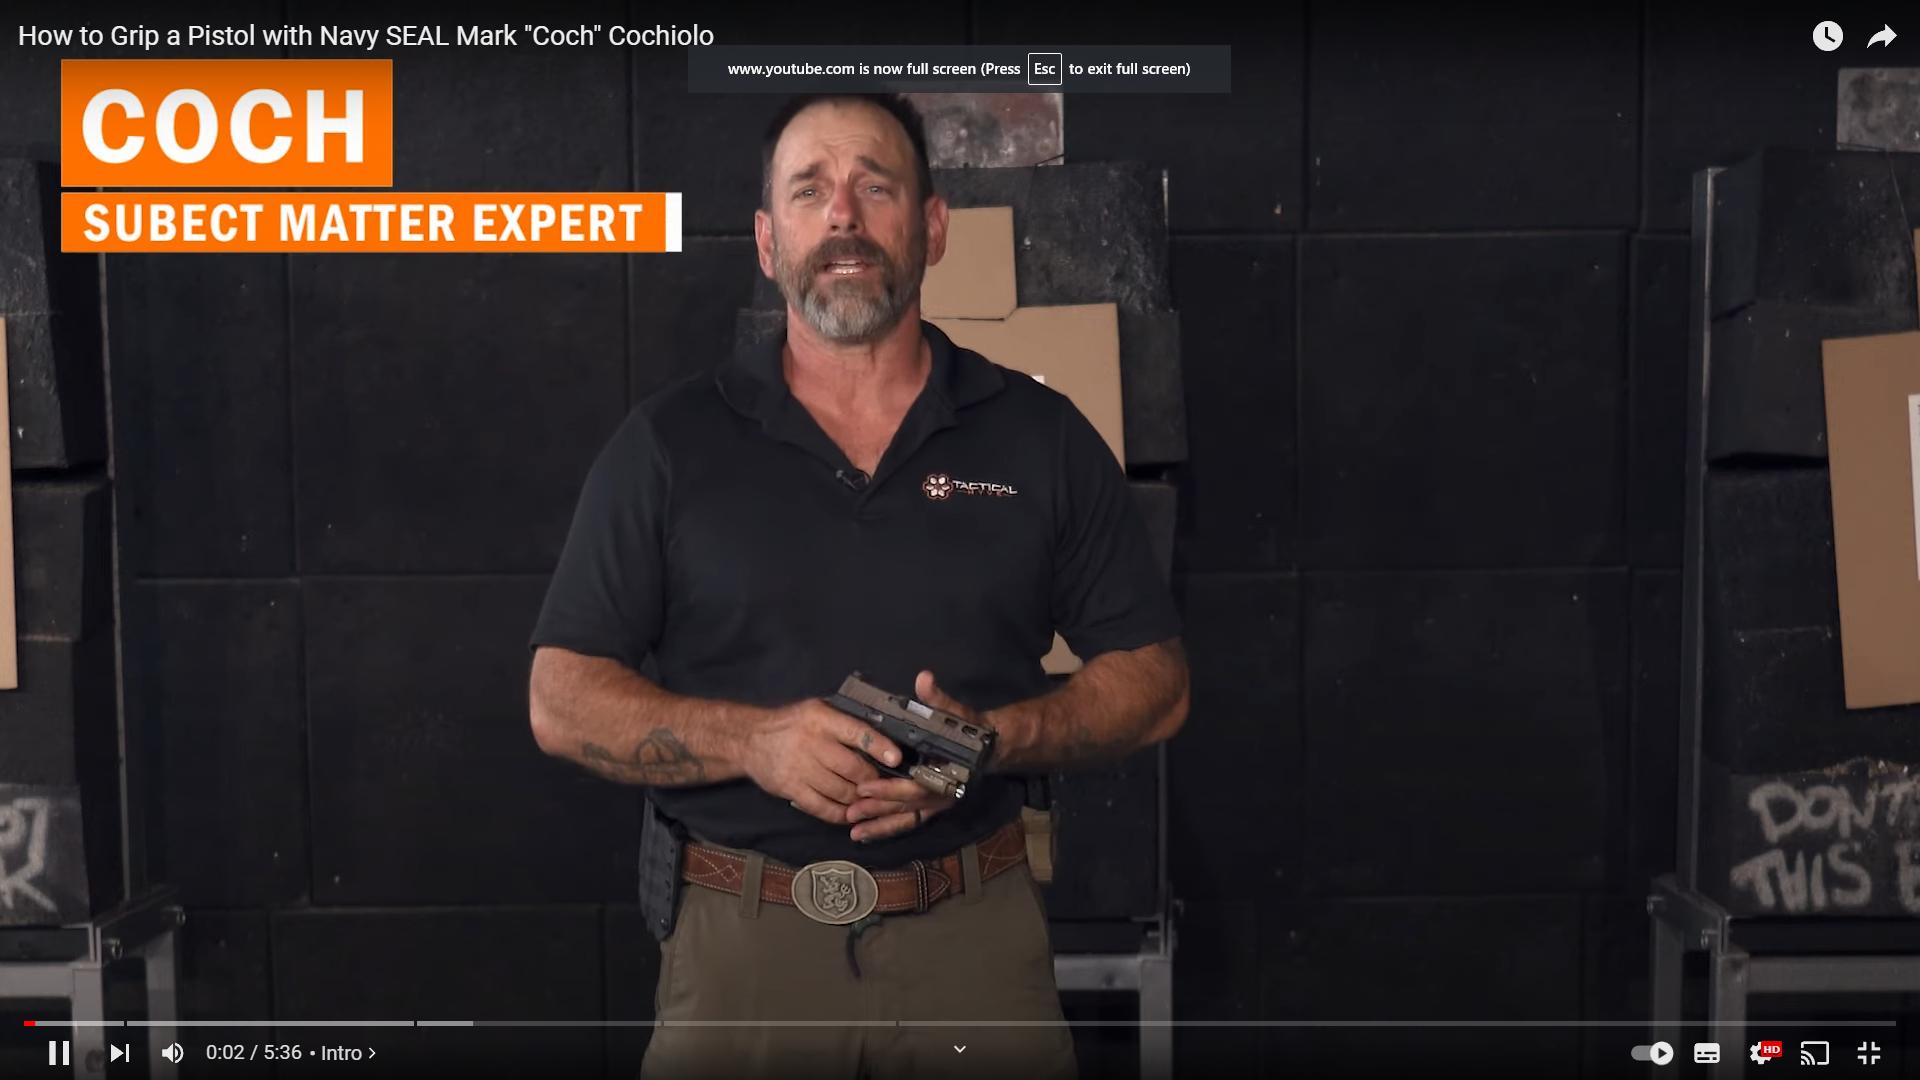 How to Grip a Pistol with Navy SEAL Mark "Coch" Cochiolo
www.youtube.com is now full screen (Press Esc to exit full screen)
COCH
SUBECT MATTER EXPERT
TACTICAL
HYVE
DON'T
THIS
0:02 / 5:36 • Intro >
HD